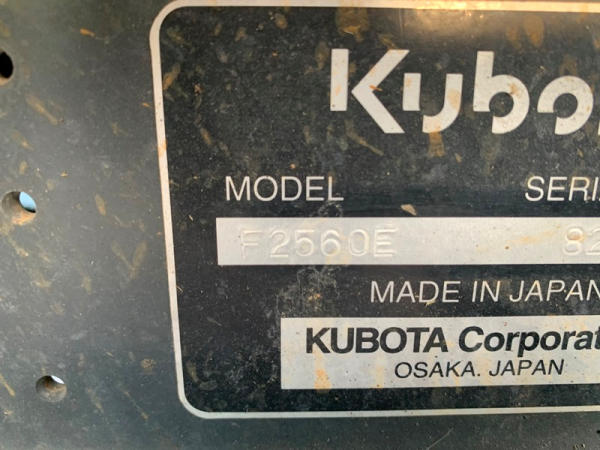 Kubo
MODEL SERI
F2560E 82
MADE IN JAPAN
KUBOTA Corporat
OSAKA. JAPAN